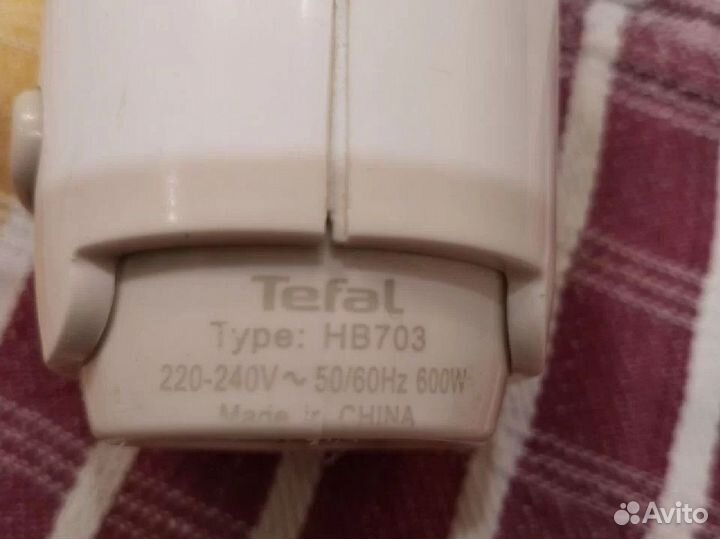 Tefal
Type: HB703
220-240V ~ 50/60Hz 600W
Made in CHINA
Avito